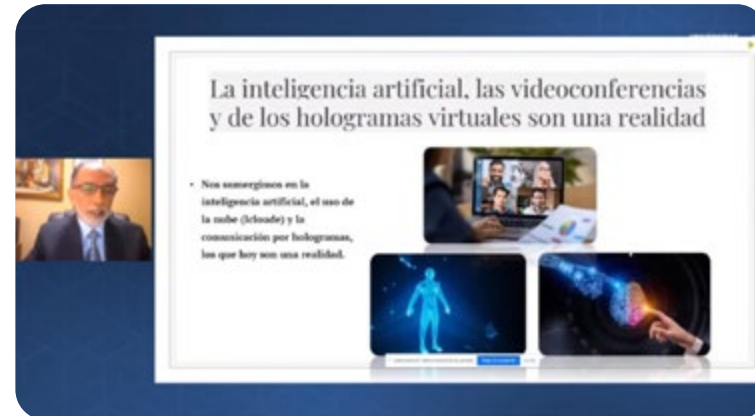 La inteligencia artificial, las videoconferencias
y de los hologramas virtuales son una realidad
• Nos sumergimos en la
inteligencia artificial, el uso de
la nube (Icloude) y la
comunicación por hologramas,
los que hoy son una realidad.